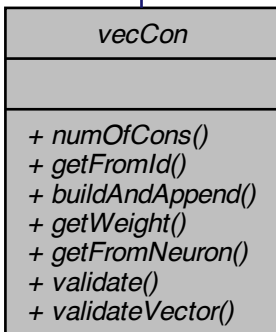 vecCon
+ numOfCons()
+ getFromId()
+ buildAndAppend()
+ getWeight()
+ getFromNeuron()
+ validate()
+ validateVector()